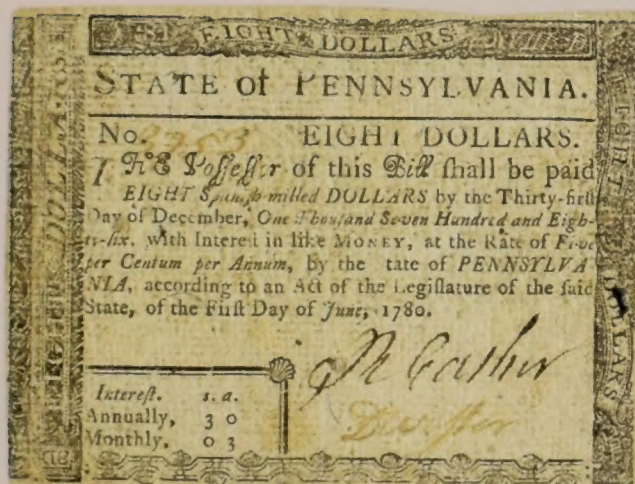 EIGHT DOLLARS
STATE of PENNSYLVANIA.
No. 2753 EIGHT DOLLARS.
THE Poſſeſſor of this Bill ſhall be paid
EIGHT Spaniſh milled DOLLARS by the Thirty-firſt
Day of December, One Thouſand Seven Hundred and Eigh-
ty-ſix, with Intereſt in like MONEY, at the Rate of Five
per Centum per Annum, by the tate of PENNSYLVA-
NIA, according to an Act of the Legiſlature of the ſaid
State, of the Firſt Day of June, 1780.
Intereſt. s. d.
Annually, 3 0
Monthly. 0 3
EIGHT DOLLARS